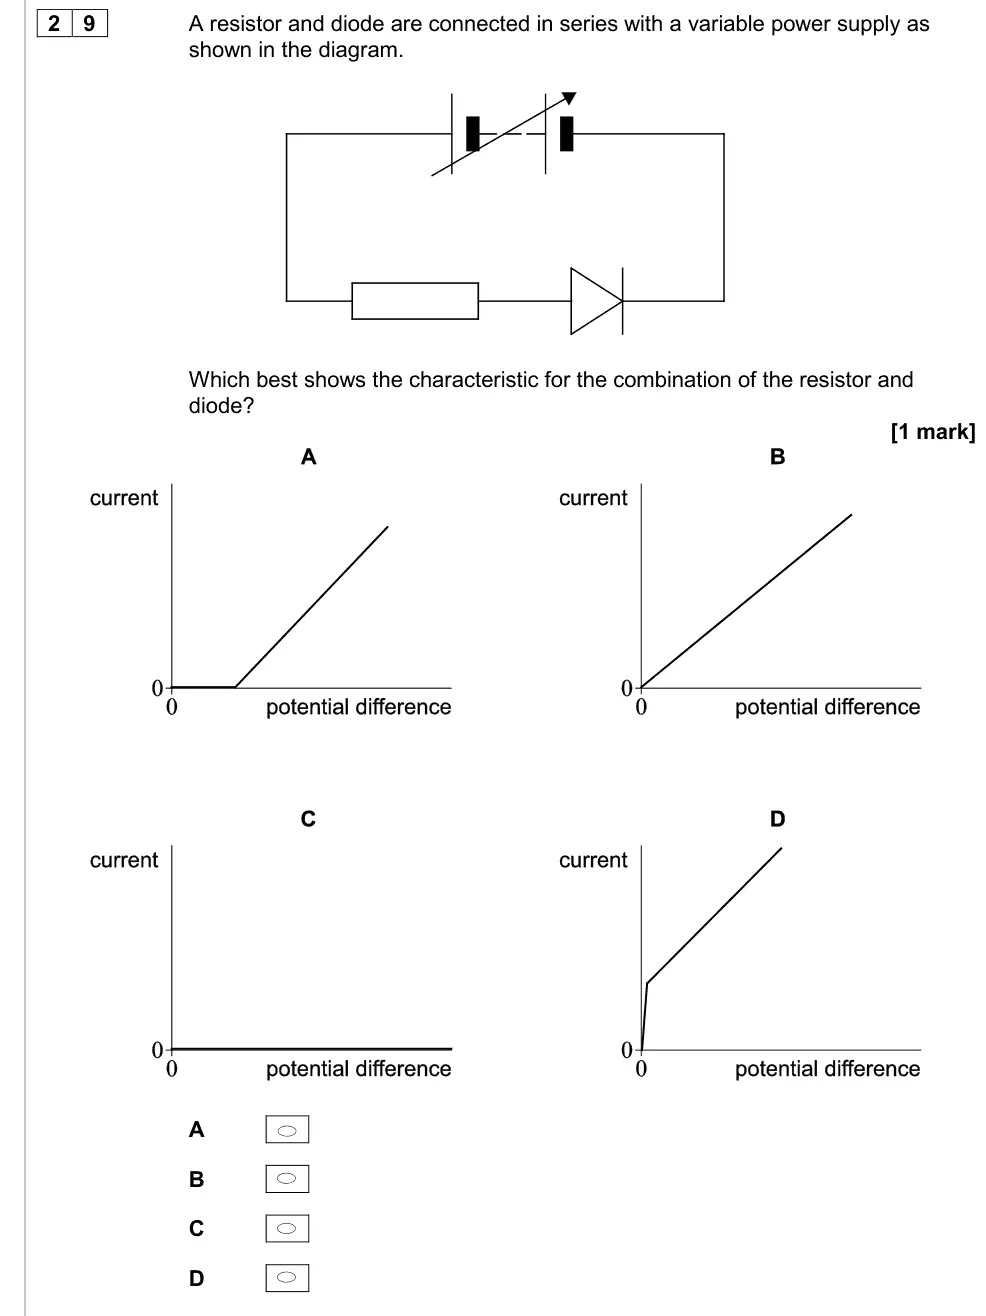 2 9
A resistor and diode are connected in series with a variable power supply as
shown in the diagram.
Which best shows the characteristic for the combination of the resistor and
diode?
[1 mark]
A
B
current
current
0
0
0
potential difference
0
potential difference
C
D
current
current
0
0
0
potential difference
0
potential difference
A
B
C
D